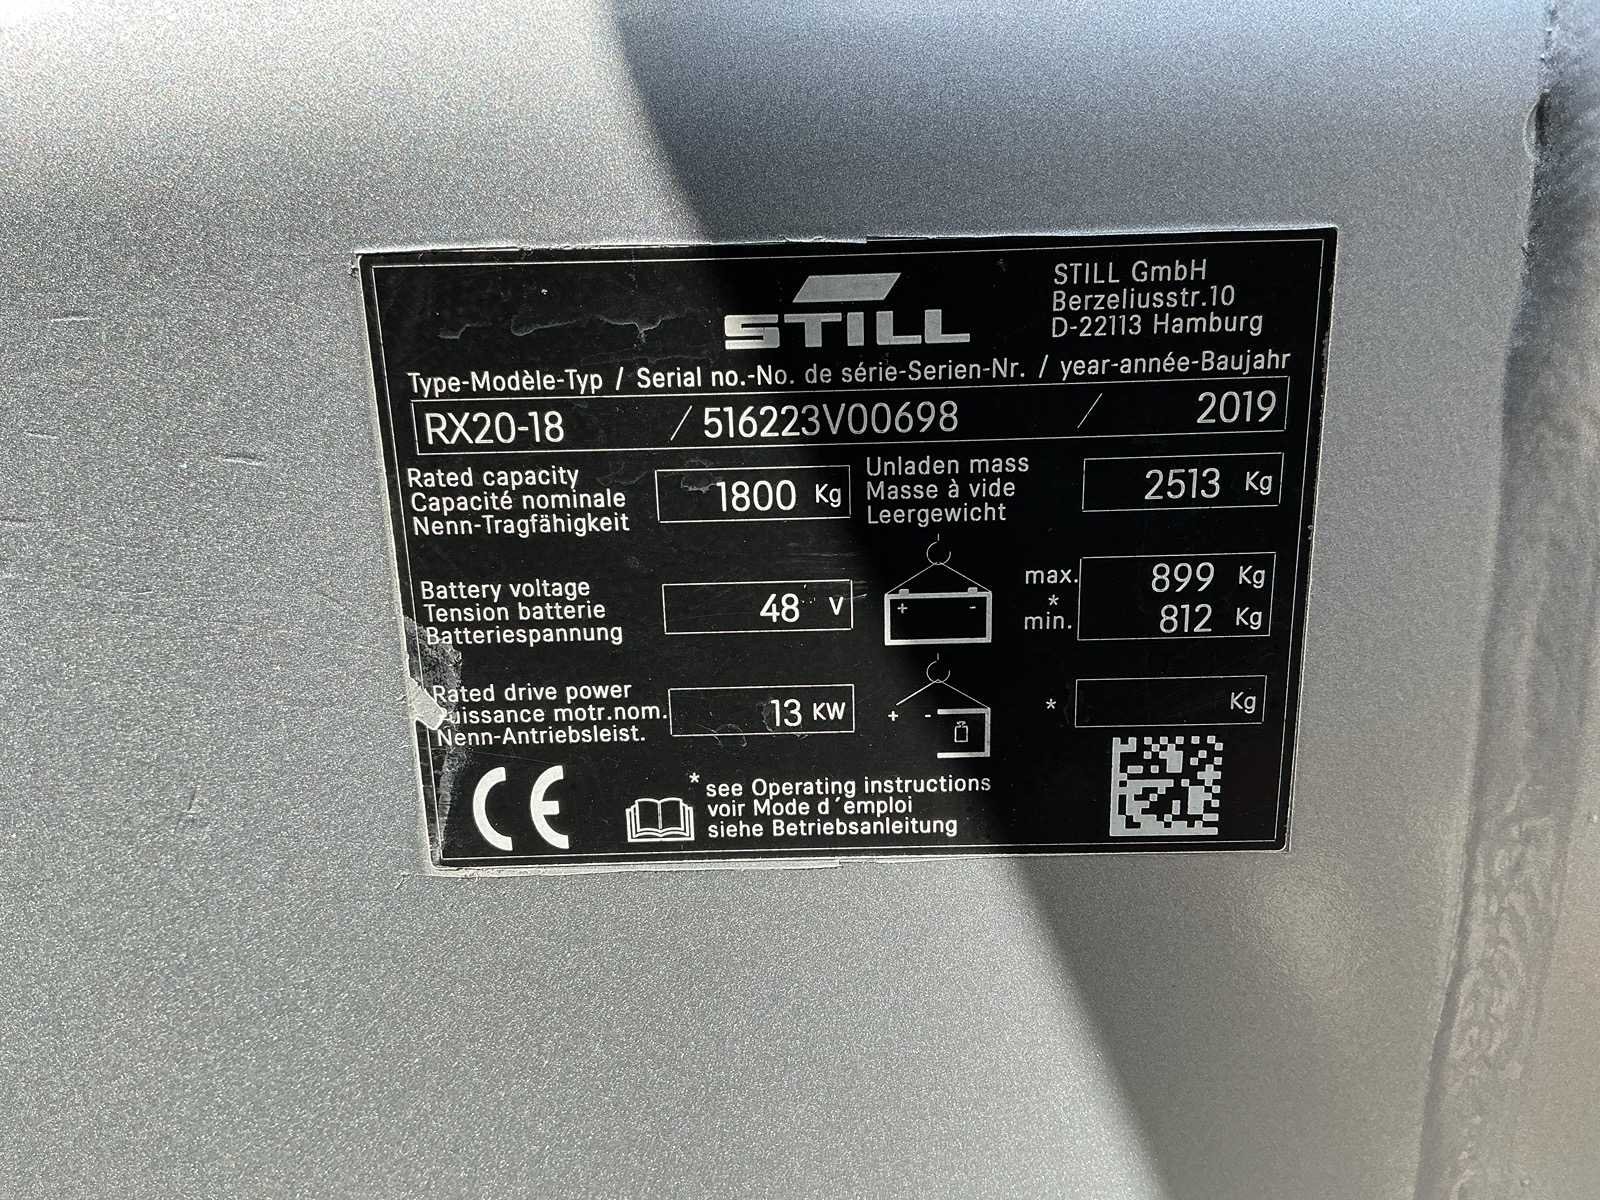 STILL
STILL GmbH
Berzeliusstr.10
D-22113 Hamburg
Type-Modèle-Typ / Serial no.-No. de série-Serien-Nr. / year-année-Baujahr
RX20-18 / 516223V00698 / 2019
Rated capacity
Capacité nominale
Nenn-Tragfähigkeit
1800 Kg
Unladen mass
Masse à vide
Leergewicht
2513 Kg
Battery voltage
Tension batterie
Batteriespannung
48 V
+ -
max. 899 Kg
*
min. 812 Kg
Rated drive power
Puissance motr.nom.
Nenn-Antriebsleist.
13 KW
+ -
* Kg
CE
* see Operating instructions
voir Mode d´emploi
siehe Betriebsanleitung